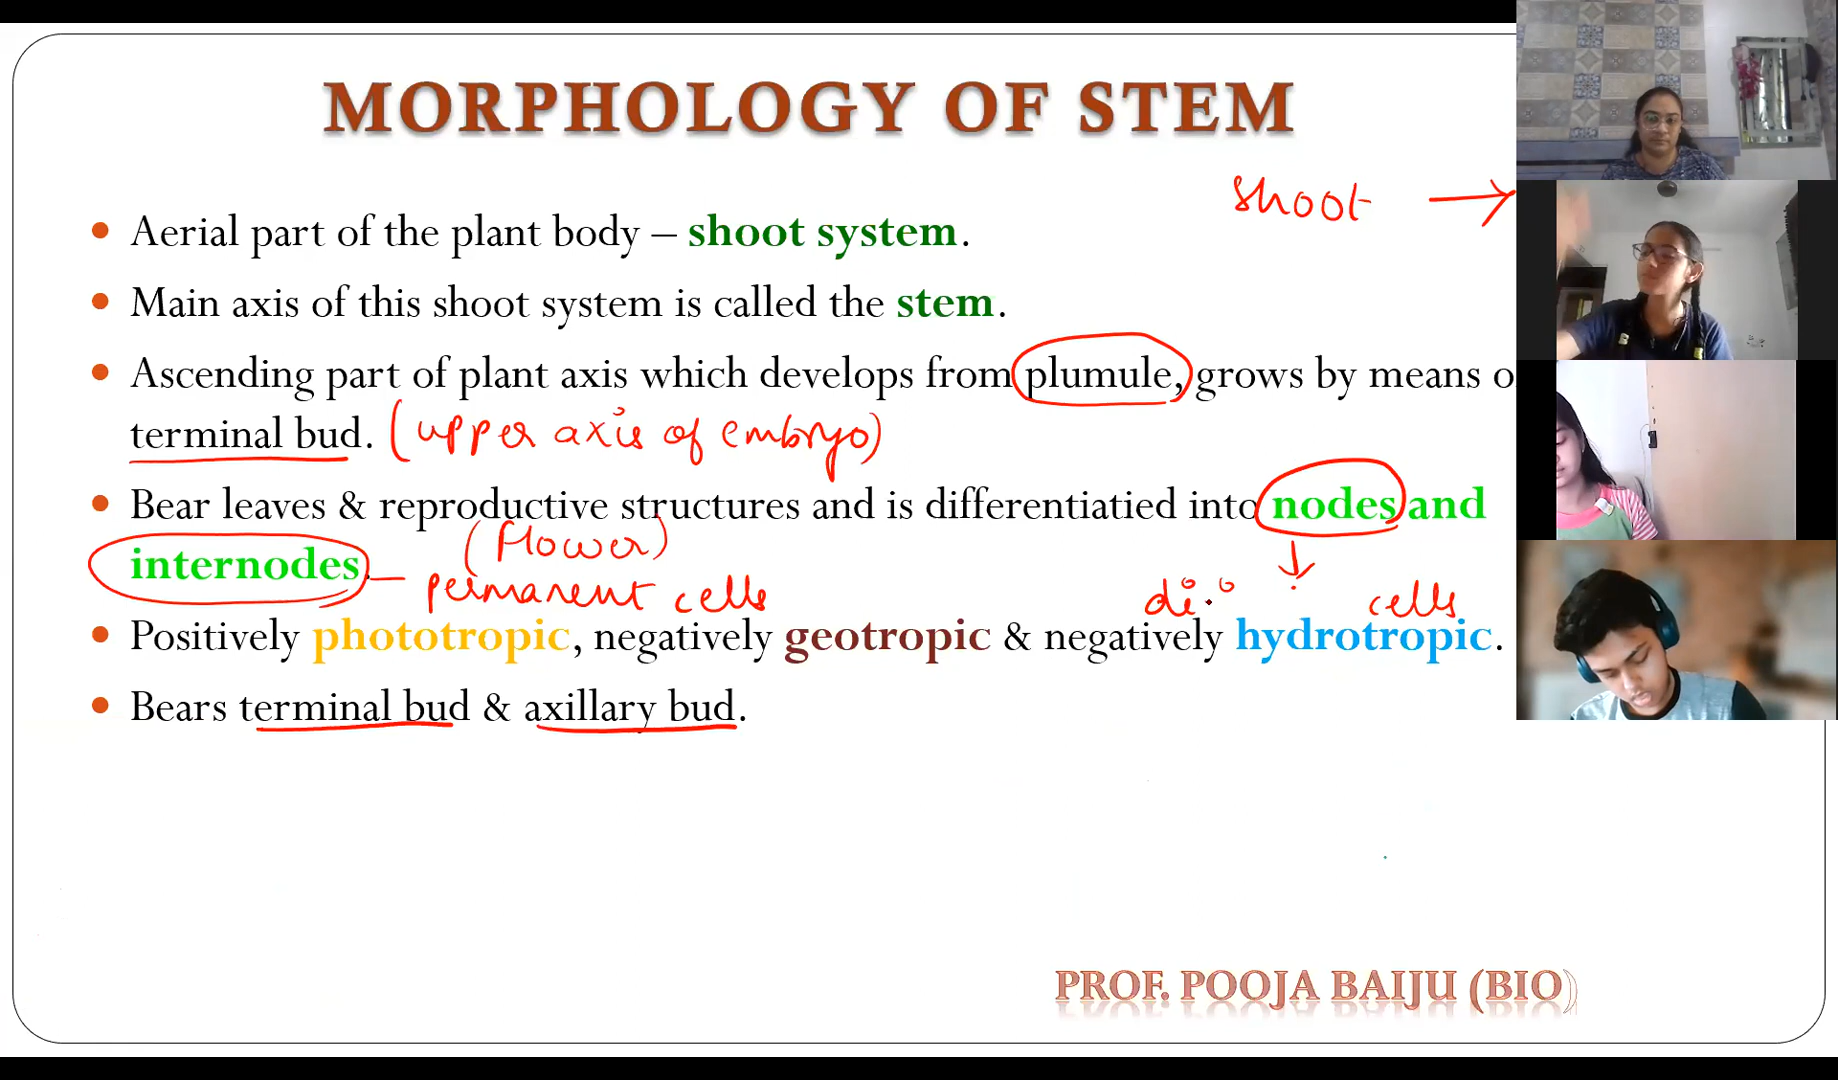 MORPHOLOGY OF STEM
shoot →
• Aerial part of the plant body – shoot system.
• Main axis of this shoot system is called the stem.
• Ascending part of plant axis which develops from plumule, grows by means o
terminal bud. (upper axis of embryo)
• Bear leaves & reproductive structures and is differentiatied into nodes and
(flower)
internodes. – permanent cells
cells
• Positively phototropic, negatively geotropic & negatively hydrotropic.
• Bears terminal bud & axillary bud.
PROF. POOJA BAIJU (BIO)